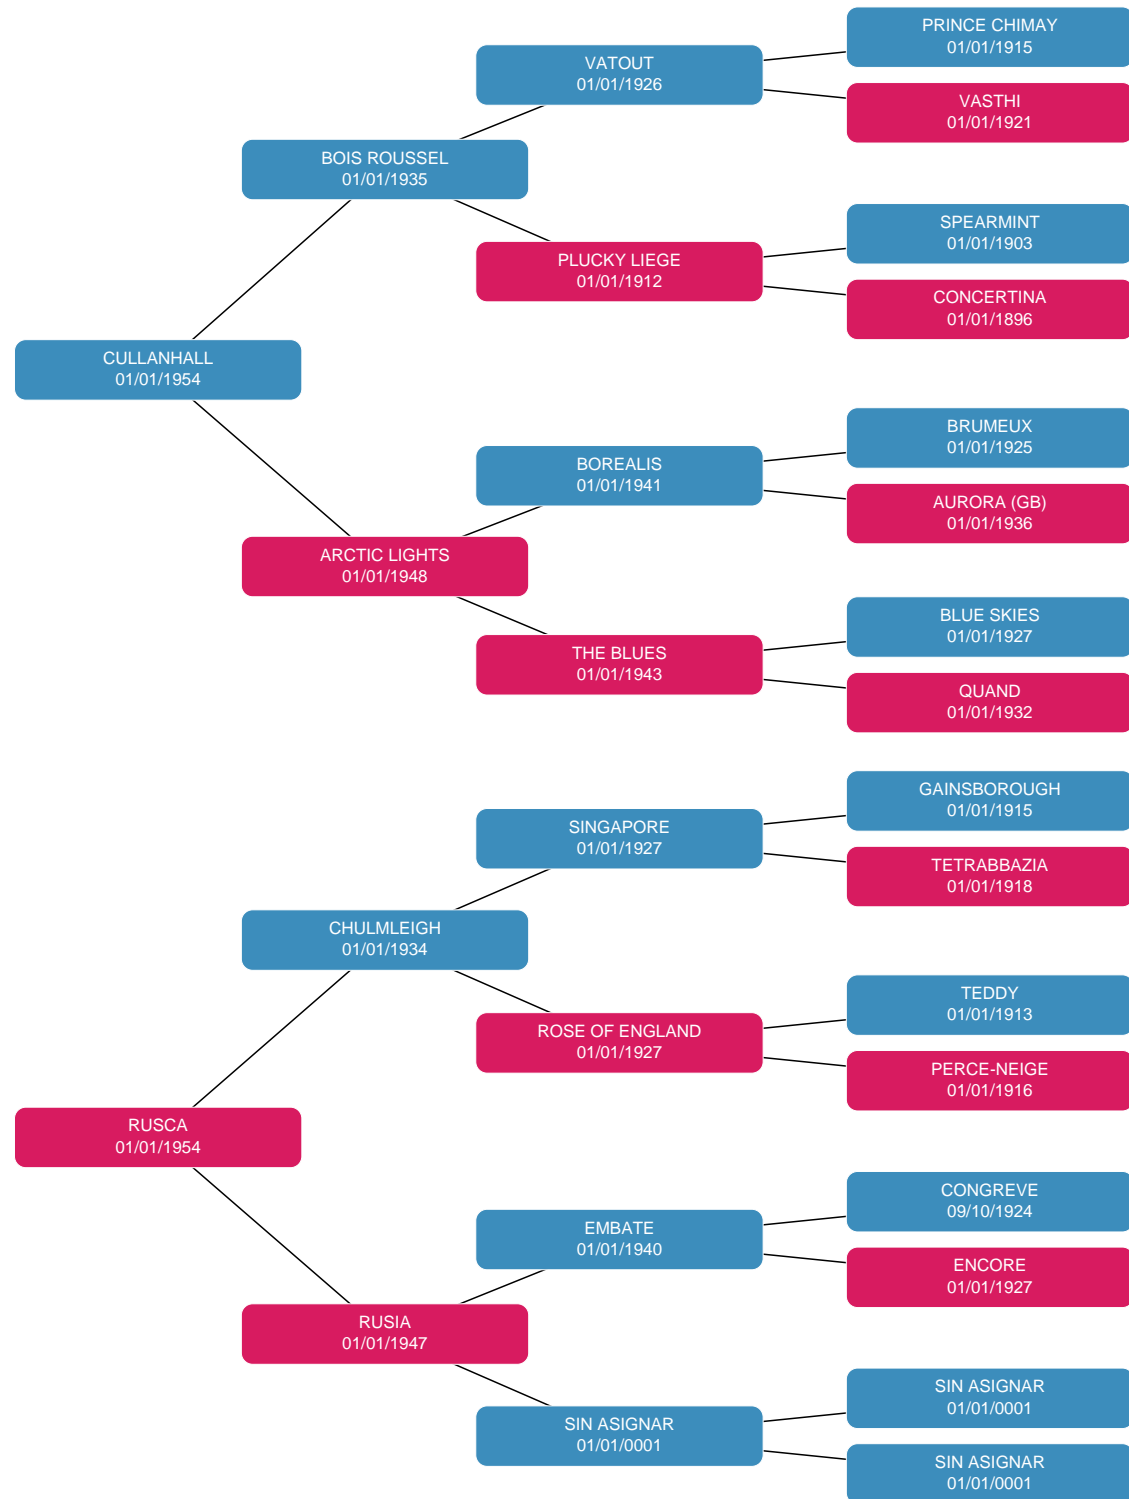 PRINCE CHIMAY
01/01/1915
VATOUT
01/01/1926
VASTHI
01/01/1921
BOIS ROUSSEL
01/01/1935
SPEARMINT
01/01/1903
PLUCKY LIEGE
01/01/1912
CONCERTINA
01/01/1896
CULLANHALL
01/01/1954
BRUMEUX
01/01/1925
BOREALIS
01/01/1941
AURORA (GB)
01/01/1936
ARCTIC LIGHTS
01/01/1948
BLUE SKIES
01/01/1927
THE BLUES
01/01/1943
QUAND
01/01/1932
GAINSBOROUGH
01/01/1915
SINGAPORE
01/01/1927
TETRABBAZIA
01/01/1918
CHULMLEIGH
01/01/1934
TEDDY
01/01/1913
ROSE OF ENGLAND
01/01/1927
PERCE-NEIGE
01/01/1916
RUSCA
01/01/1954
CONGREVE
09/10/1924
EMBATE
01/01/1940
ENCORE
01/01/1927
RUSIA
01/01/1947
SIN ASIGNAR
01/01/0001
SIN ASIGNAR
01/01/0001
SIN ASIGNAR
01/01/0001